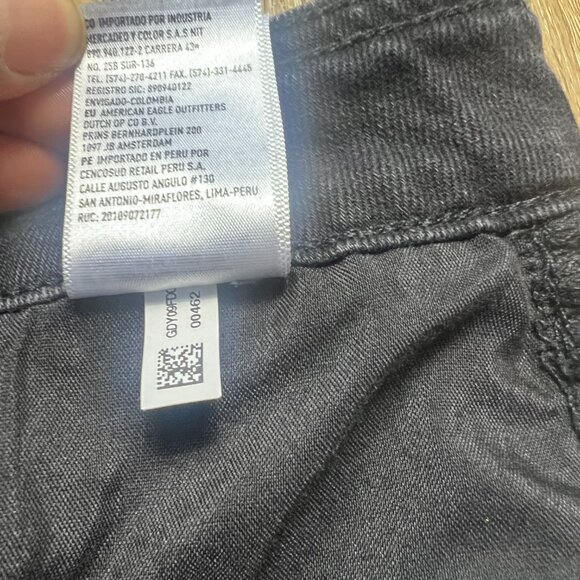 CO IMPORTADO POR INDUSTRIA
MERCADEO Y COLOR S.A.S NIT
890.940.122-2 CARRERA 43ª
NO. 25B SUR-136
TEL. (574)-270-4211 FAX. (574)-331-4445
REGISTRO SIC: 890940122
ENVIGADO-COLOMBIA
EU AMERICAN EAGLE OUTFITTERS
DUTCH OP CO B.V.
PRINS BERNHARDPLEIN 200
1097 JB AMSTERDAM
PE IMPORTADO EN PERU POR
CENCOSUD RETAIL PERU S.A.
CALLE AUGUSTO ANGULO #130
SAN ANTONIO-MIRAFLORES, LIMA-PERU
RUC: 20109072177
00462